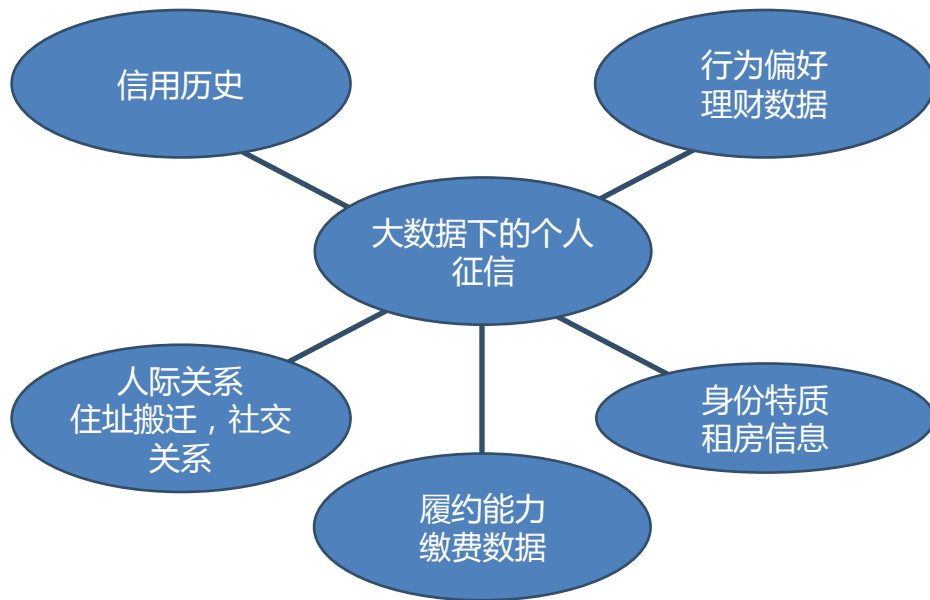 信用历史
行为偏好
理财数据
大数据下的个人
征信
人际关系
住址搬迁，社交
关系
身份特质
租房信息
履约能力
缴费数据